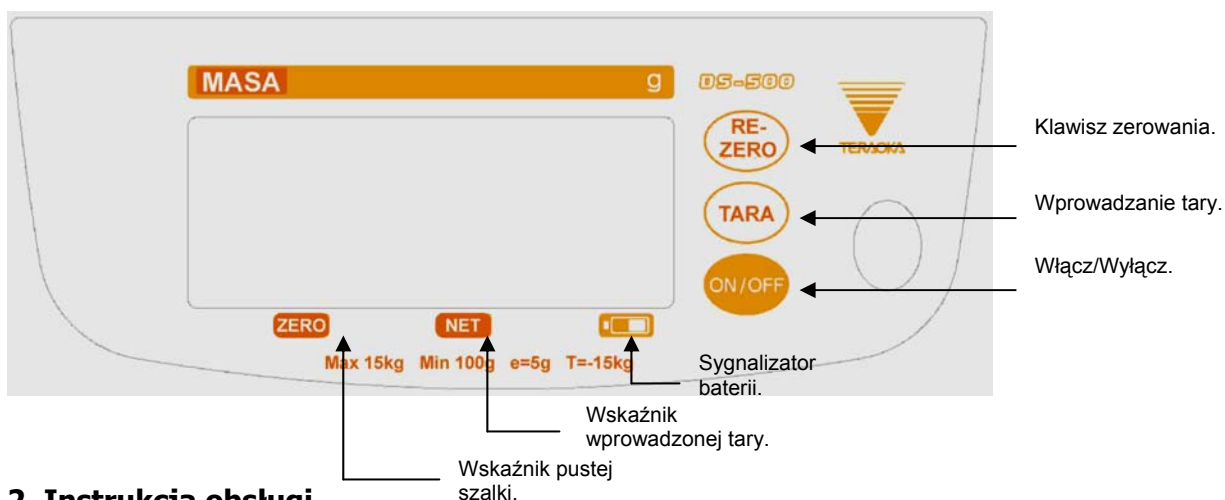 MASA g
DS-500
RE-
ZERO
TERAOKA
Klawisz zerowania.
TARA
Wprowadzanie tary.
ON/OFF
Włącz/Wyłącz.
ZERO NET
Max 15kg Min 100g e=5g T=-15kg
Sygnalizator
baterii.
Wskaźnik
wprowadzonej tary.
Wskaźnik pustej
szalki.
2. Instrukcja obsługi